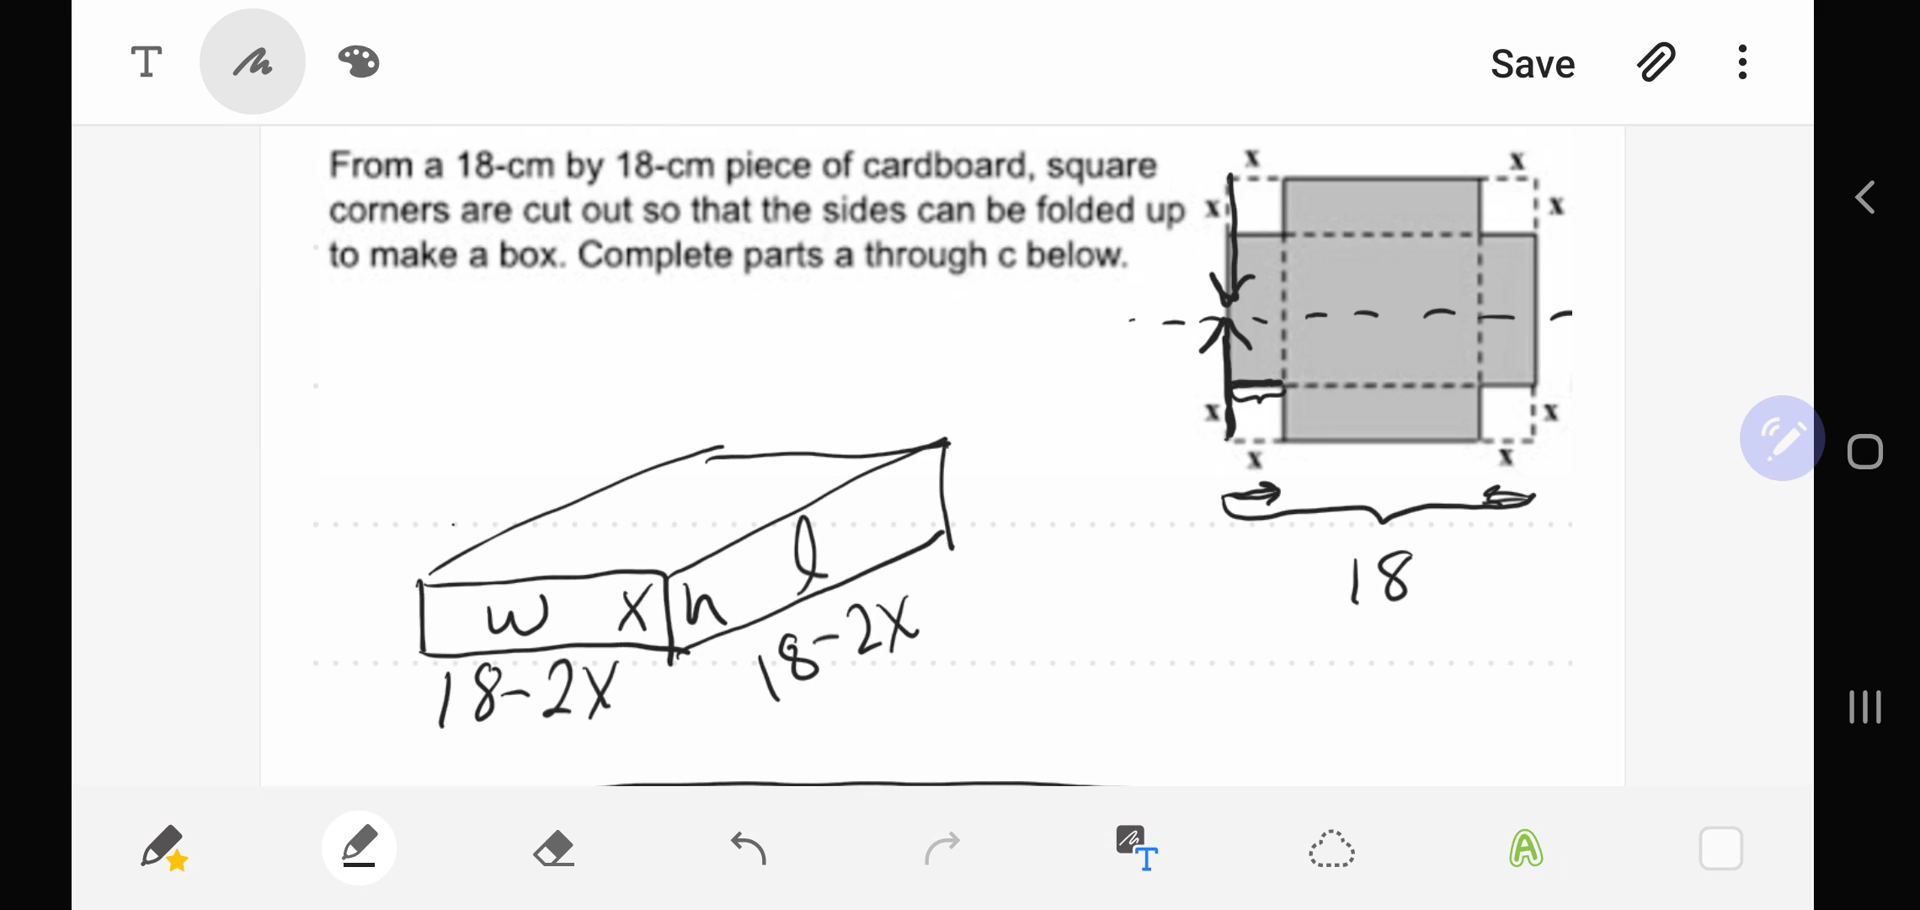 T
Save
From a 18-cm by 18-cm piece of cardboard, square
corners are cut out so that the sides can be folded up
to make a box. Complete parts a through c below.
x
x
x
x
x
x
x
x
18
l
w x h
18-2x
18-2x
T
A